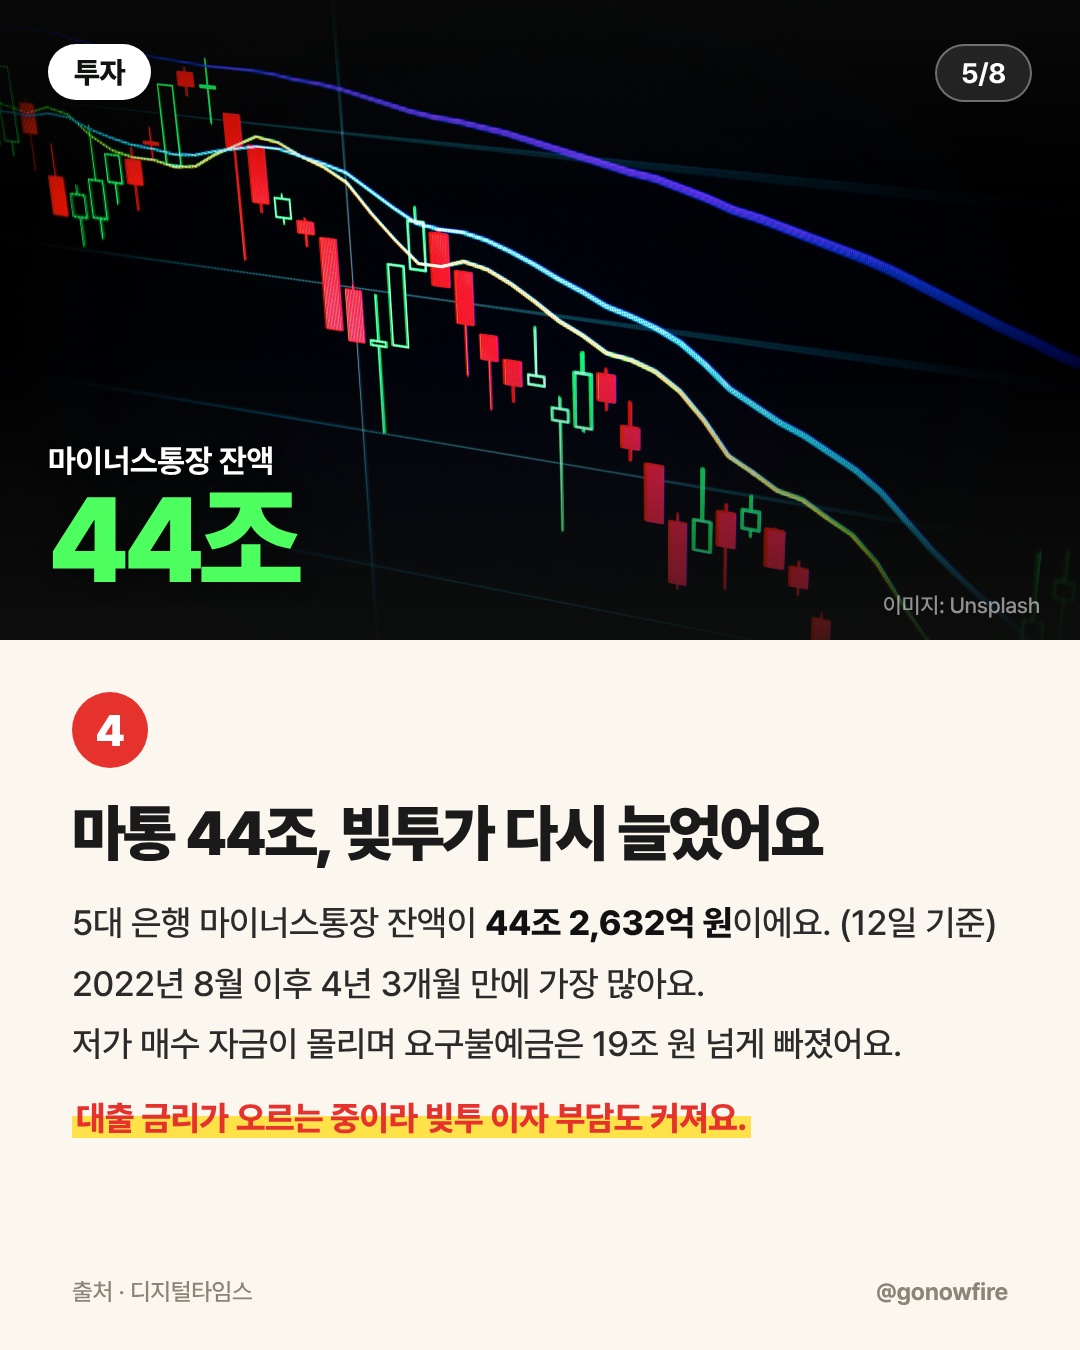 투자
5/8
마이너스통장 잔액
44조
이미지: Unsplash
4
마통 44조, 빚투가 다시 늘었어요
5대 은행 마이너스통장 잔액이 44조 2,632억 원이에요. (12일 기준)
2022년 8월 이후 4년 3개월 만에 가장 많아요.
저가 매수 자금이 몰리며 요구불예금은 19조 원 넘게 빠졌어요.
대출 금리가 오르는 중이라 빚투 이자 부담도 커져요.
출처 · 디지털타임스
@gonowfire